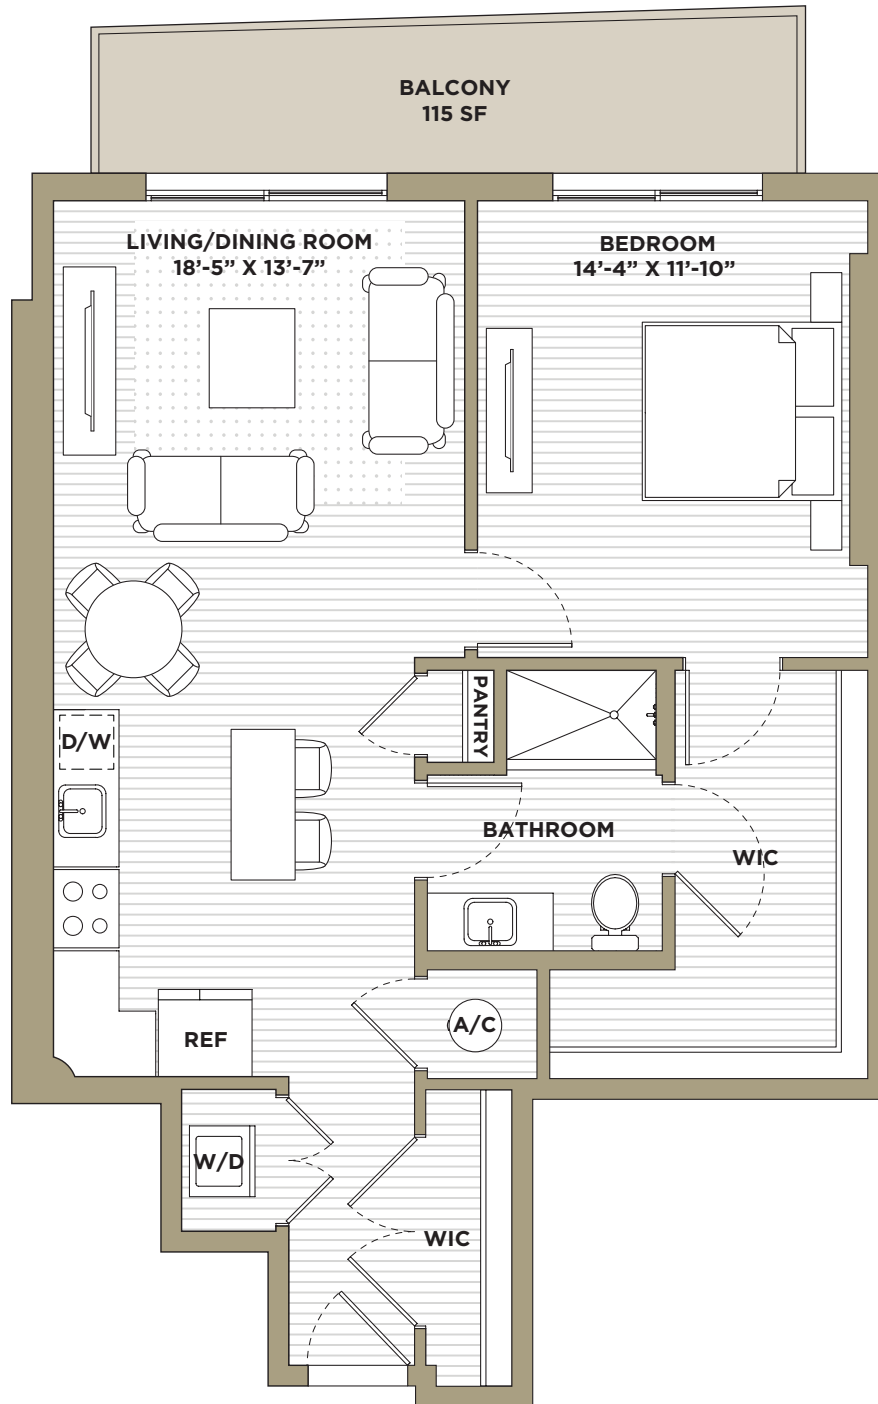 BALCONY
115 SF
LIVING/DINING ROOM
18’-5” X 13’-7”
BEDROOM
14’-4” X 11’-10”
PANTRY
D/W
BATHROOM
WIC
A/C
REF
W/D
WIC